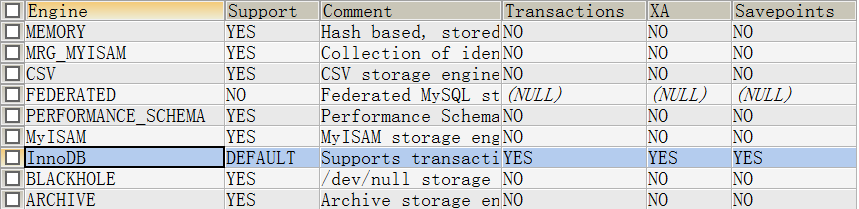 Engine Support Comment Transactions XA Savepoints
MEMORY YES Hash based, stored NO NO NO
MRG_MYISAM YES Collection of iden NO NO NO
CSV YES CSV storage engine NO NO NO
FEDERATED NO Federated MySQL st (NULL) (NULL) (NULL)
PERFORMANCE_SCHEMA YES Performance Schema NO NO NO
MyISAM YES MyISAM storage eng NO NO NO
InnoDB DEFAULT Supports transacti YES YES YES
BLACKHOLE YES /dev/null storage NO NO NO
ARCHIVE YES Archive storage en NO NO NO